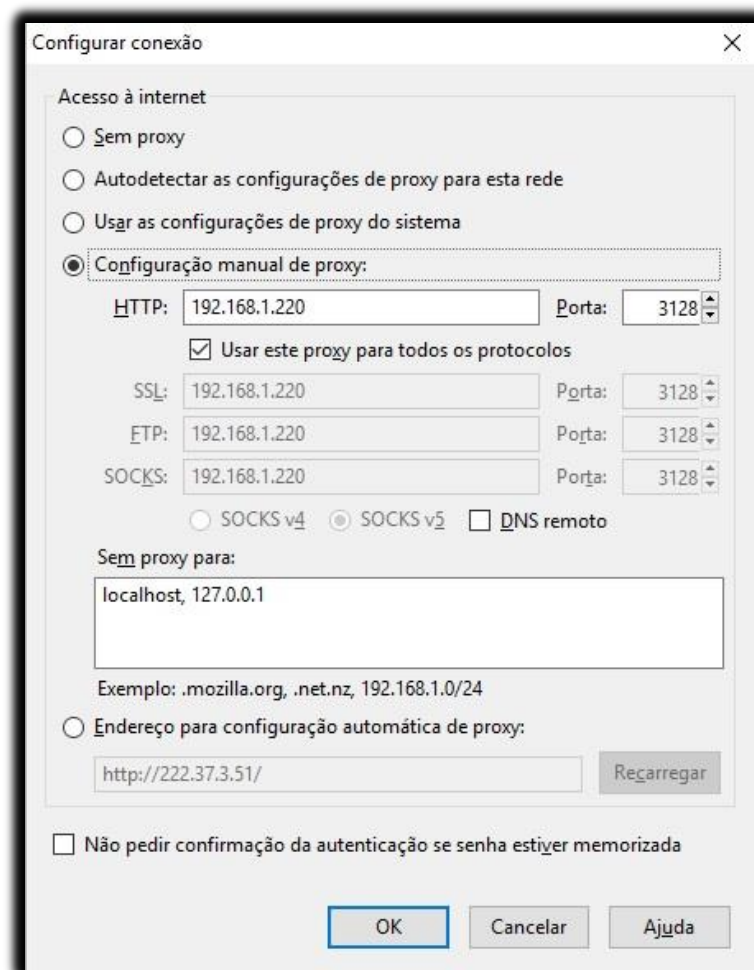 Configurar conexão
Acesso à internet
Sem proxy
Autodetectar as configurações de proxy para esta rede
Usar as configurações de proxy do sistema
Configuração manual de proxy:
HTTP: 192.168.1.220 Porta: 3128
Usar este proxy para todos os protocolos
SSL: 192.168.1.220 Porta: 3128
FTP: 192.168.1.220 Porta: 3128
SOCKS: 192.168.1.220 Porta: 3128
SOCKS v4 SOCKS v5 DNS remoto
Sem proxy para:
localhost, 127.0.0.1
Exemplo: .mozilla.org, .net.nz, 192.168.1.0/24
Endereço para configuração automática de proxy:
http://222.37.3.51/ Recarregar
Não pedir confirmação da autenticação se senha estiver memorizada
OK Cancelar Ajuda